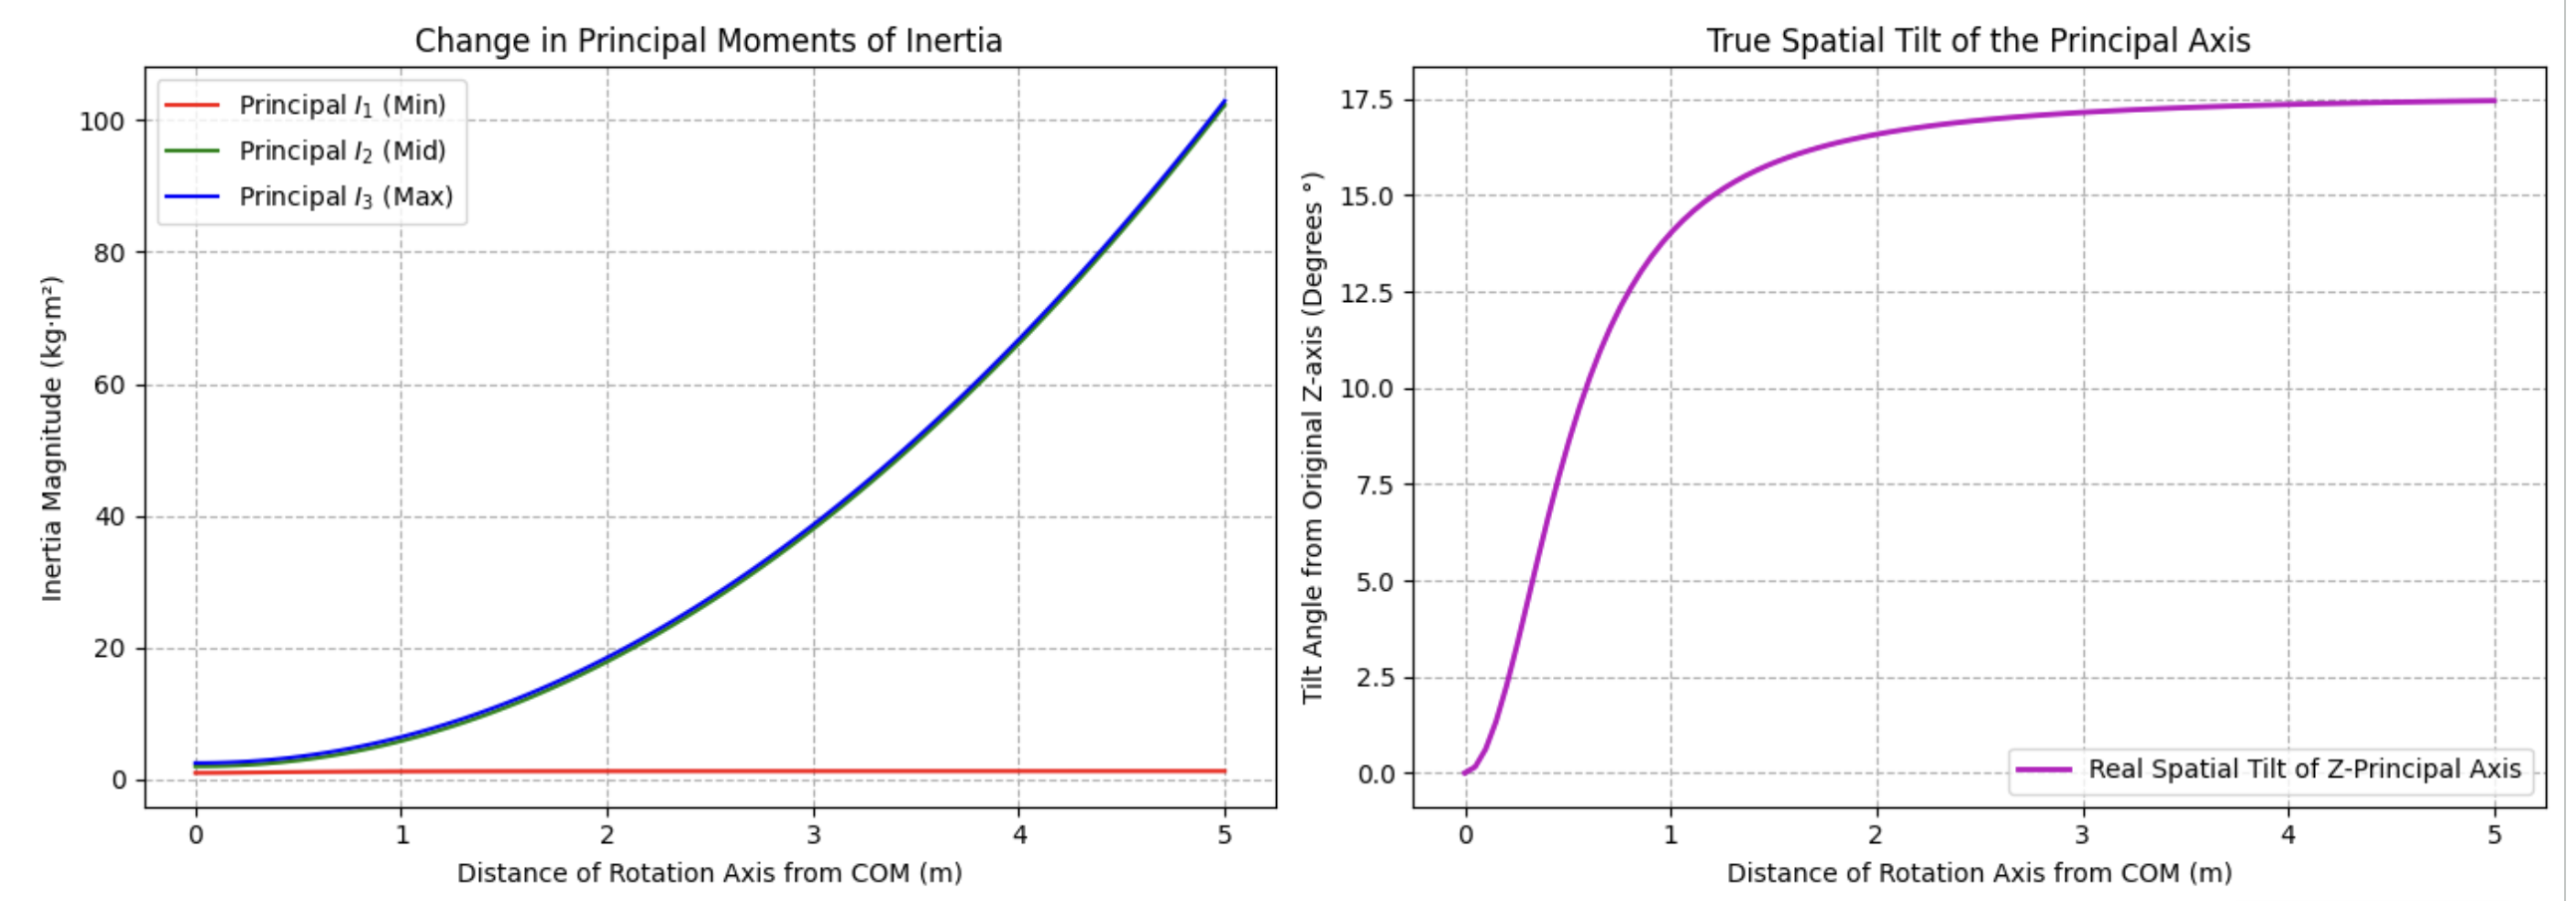 Change in Principal Moments of Inertia
Principal I₁ (Min)
Principal I₂ (Mid)
Principal I₃ (Max)
Inertia Magnitude (kg·m²)
100
80
60
40
20
0
0 1 2 3 4 5
Distance of Rotation Axis from COM (m)
True Spatial Tilt of the Principal Axis
Tilt Angle from Original Z-axis (Degrees °)
17.5
15.0
12.5
10.0
7.5
5.0
2.5
0.0
Real Spatial Tilt of Z-Principal Axis
0 1 2 3 4 5
Distance of Rotation Axis from COM (m)